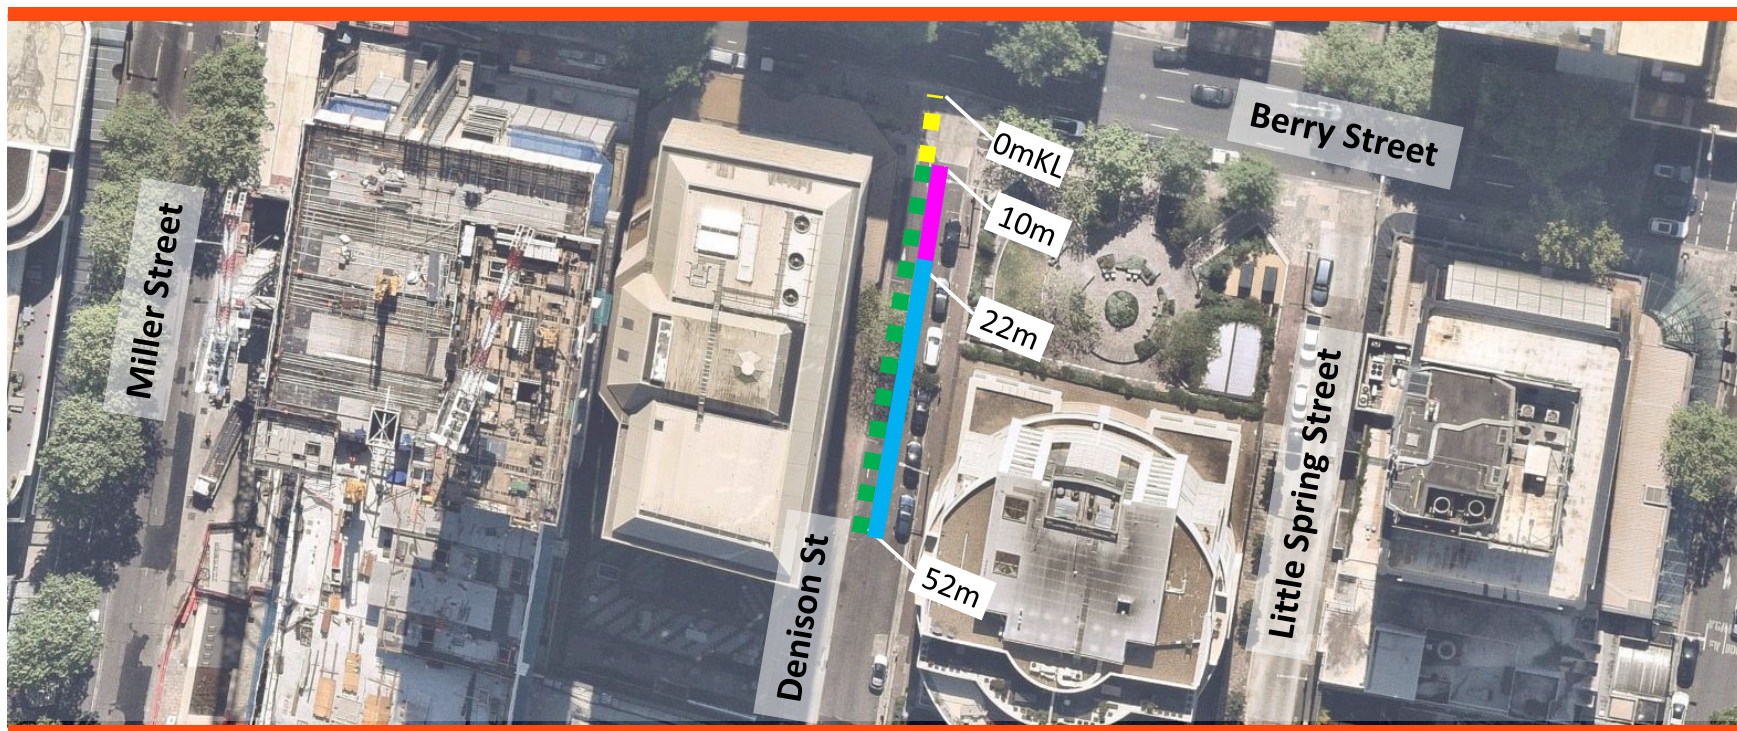 Berry Street
0mKL
10m
Miller Street
22m
Little Spring Street
52m
Denison St